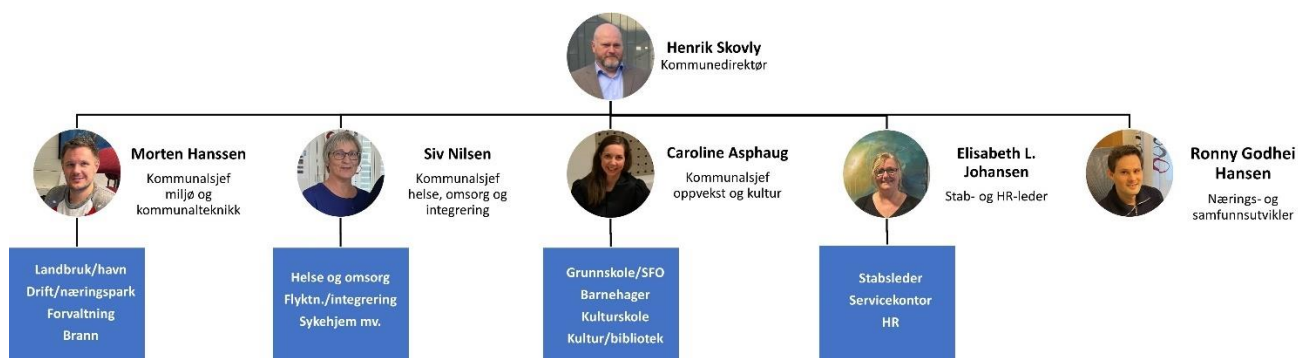 Henrik Skovly
Kommunedirektør
Morten Hanssen
Kommunalsjef
miljø og
kommunalteknikk
Siv Nilsen
Kommunalsjef
helse, omsorg og
integrering
Caroline Asphaug
Kommunalsjef
oppvekst og kultur
Elisabeth L.
Johansen
Stab- og HR-leder
Ronny Godhei
Hansen
Nærings- og
samfunnsutvikler
Landbruk/havn
Drift/næringspark
Forvaltning
Brann
Helse og omsorg
Flyktn./integrering
Sykehjem mv.
Grunnskole/SFO
Barnehager
Kulturskole
Kultur/bibliotek
Stabsleder
Servicekontor
HR